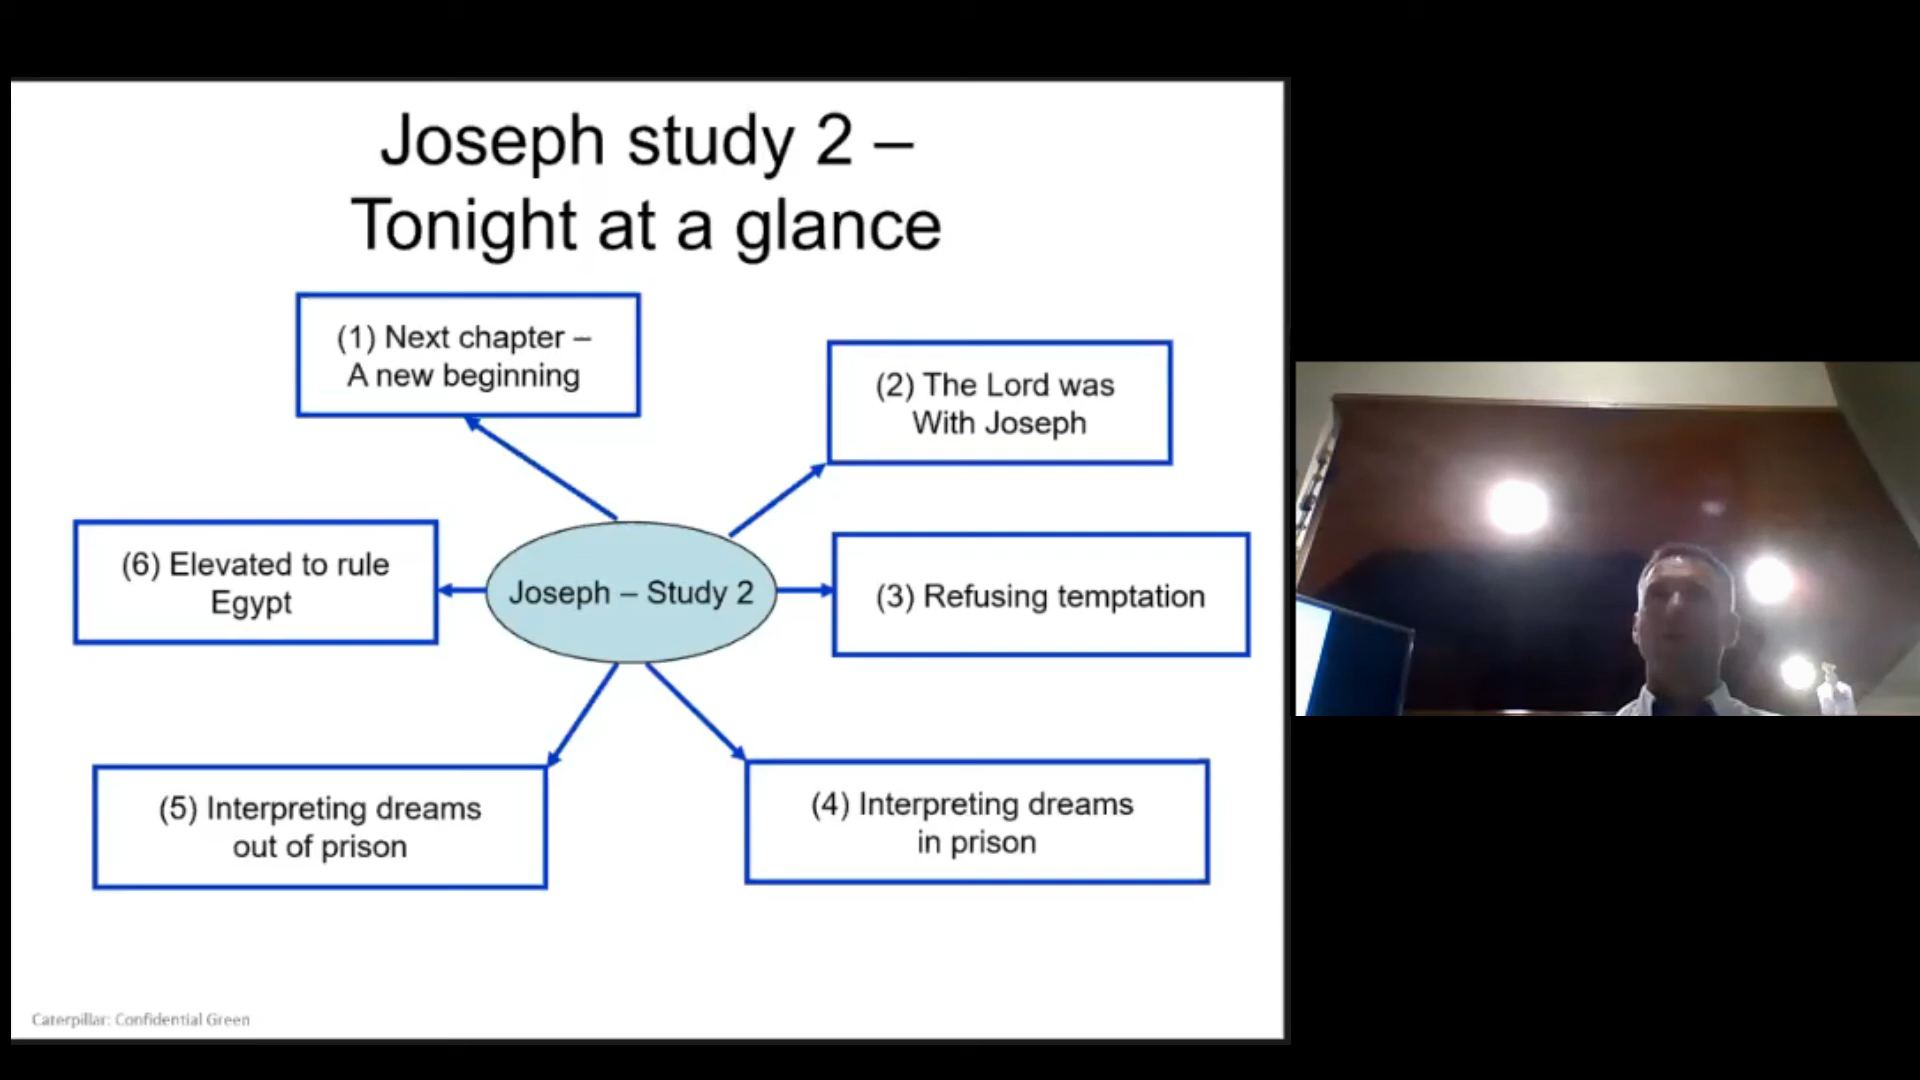 Joseph study 2 –
Tonight at a glance
(1) Next chapter –
A new beginning
(2) The Lord was
With Joseph
(3) Refusing temptation
(4) Interpreting dreams
in prison
(5) Interpreting dreams
out of prison
(6) Elevated to rule
Egypt
Joseph – Study 2
Caterpillar: Confidential Green